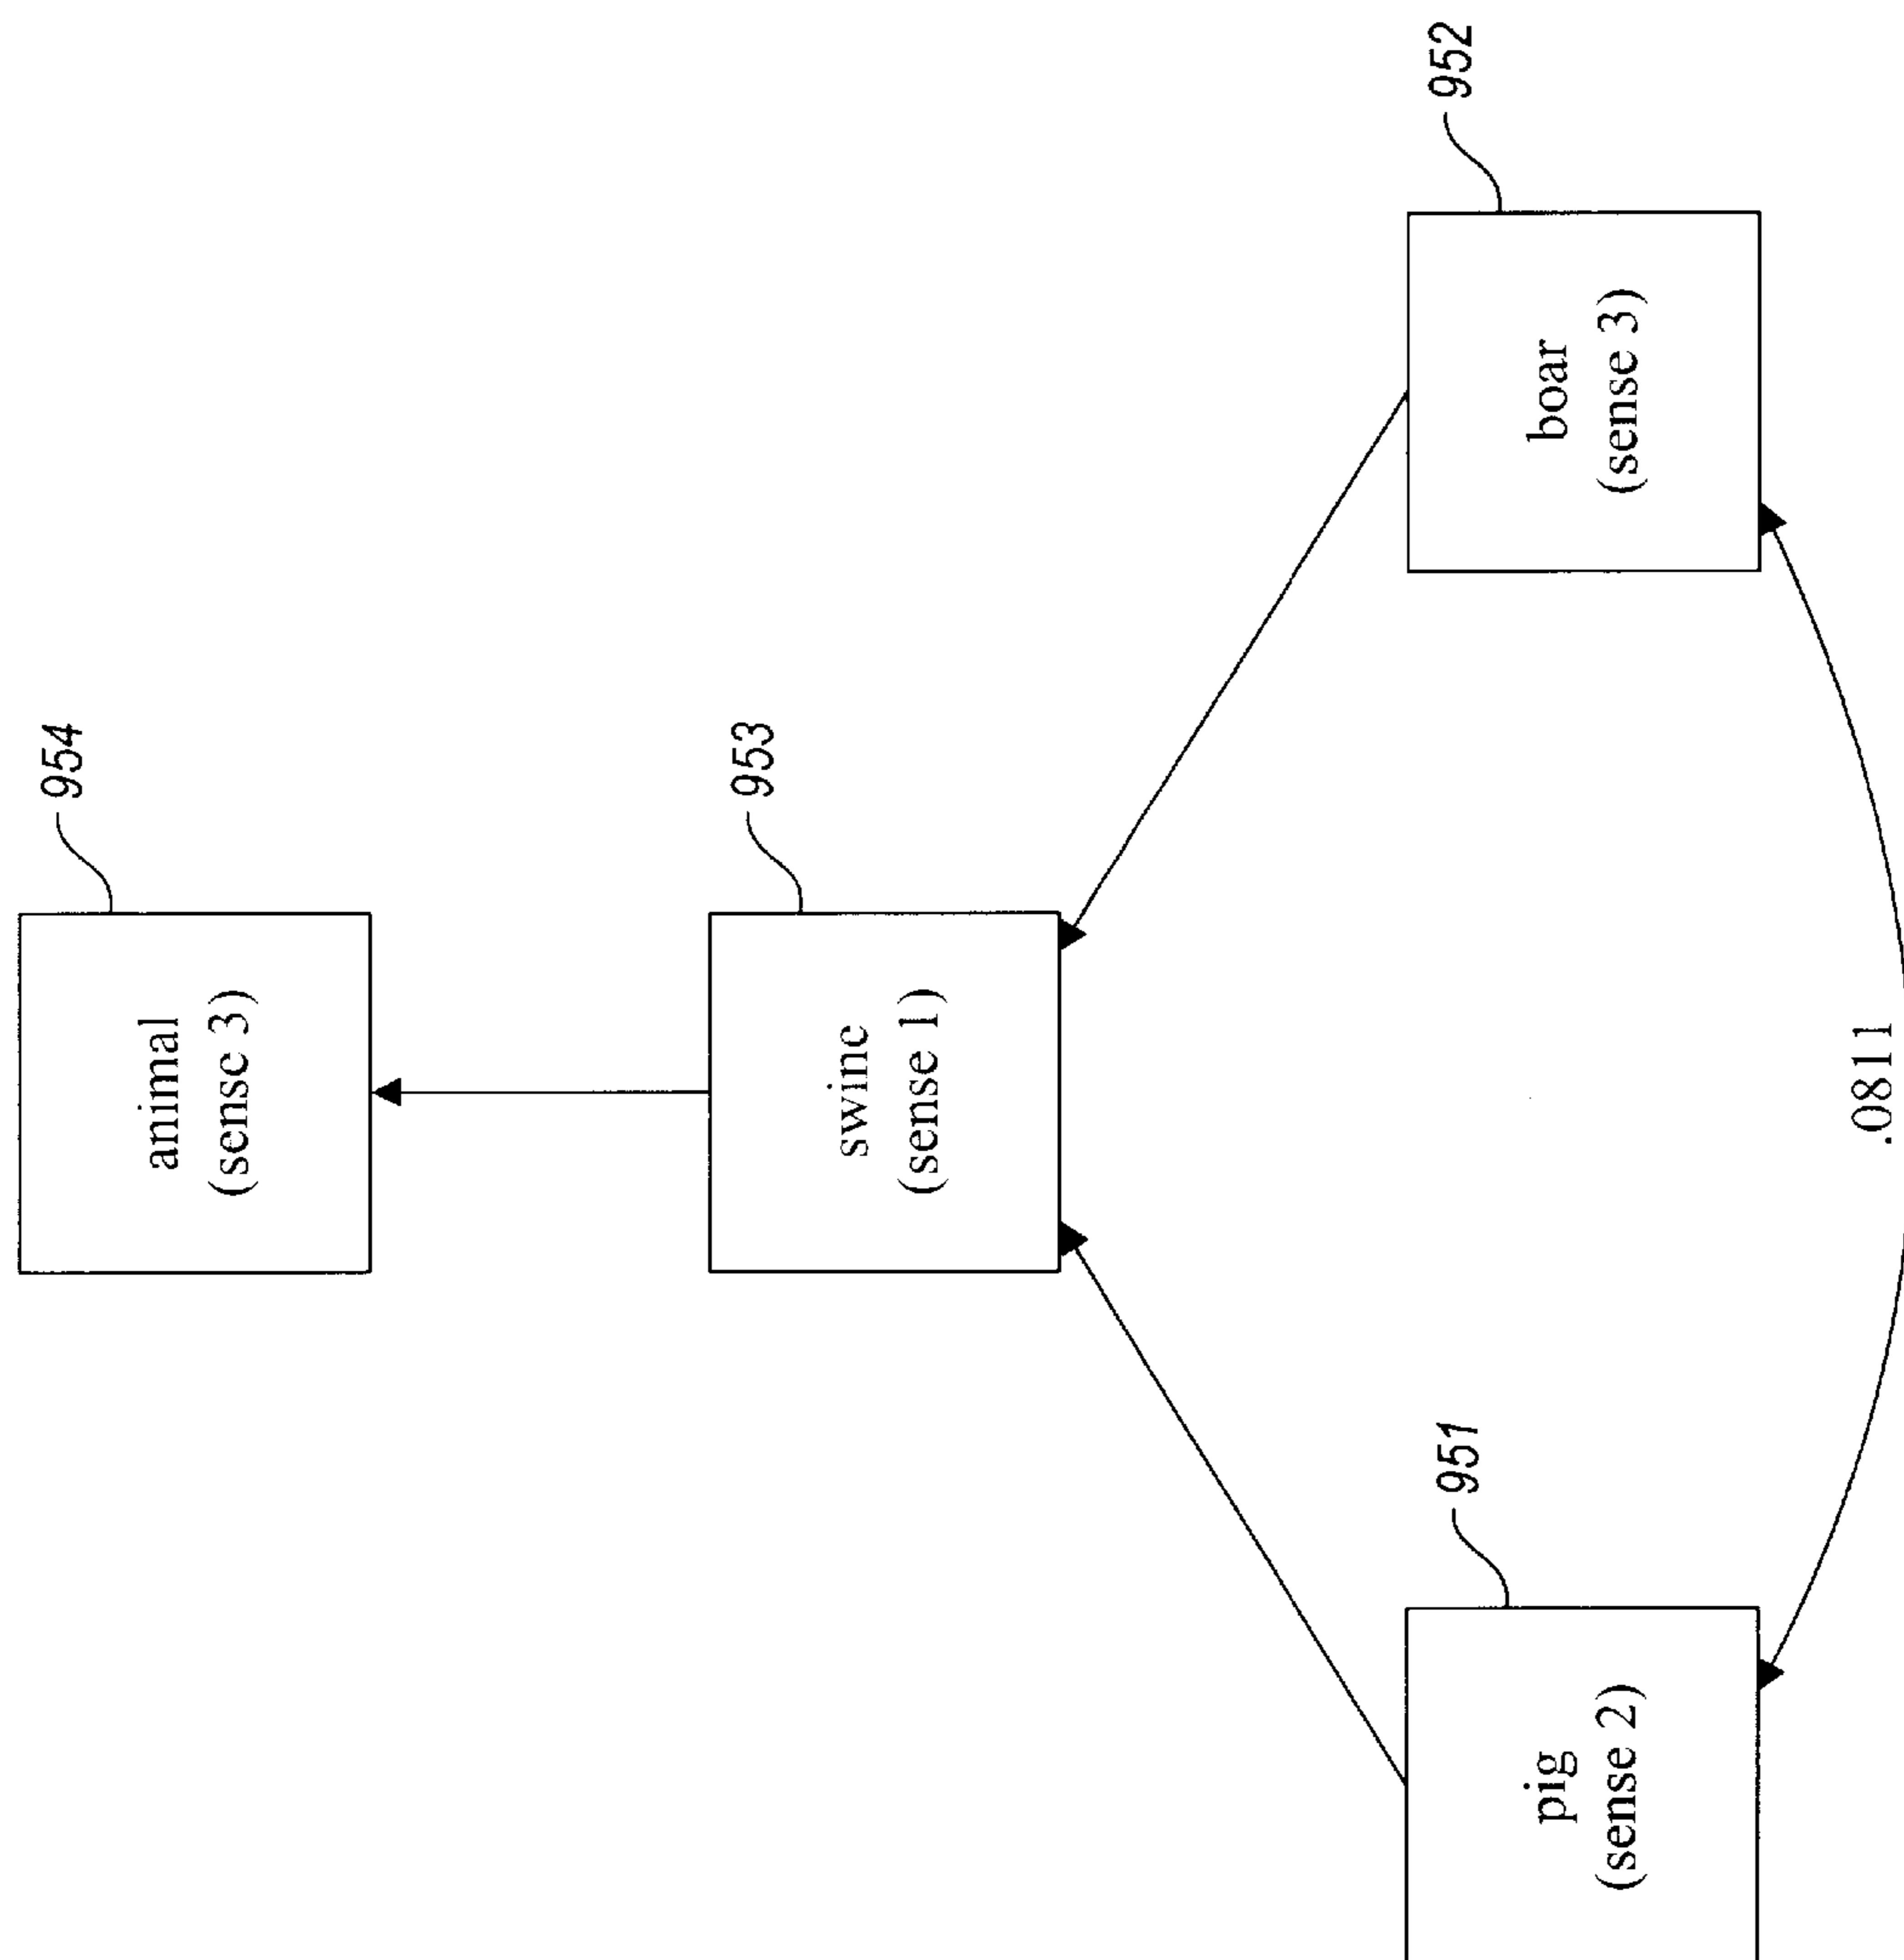 954
animal
(sense 3)
953
swine
(sense 1)
951
pig
(sense 2)
952
boar
(sense 3)
.0811